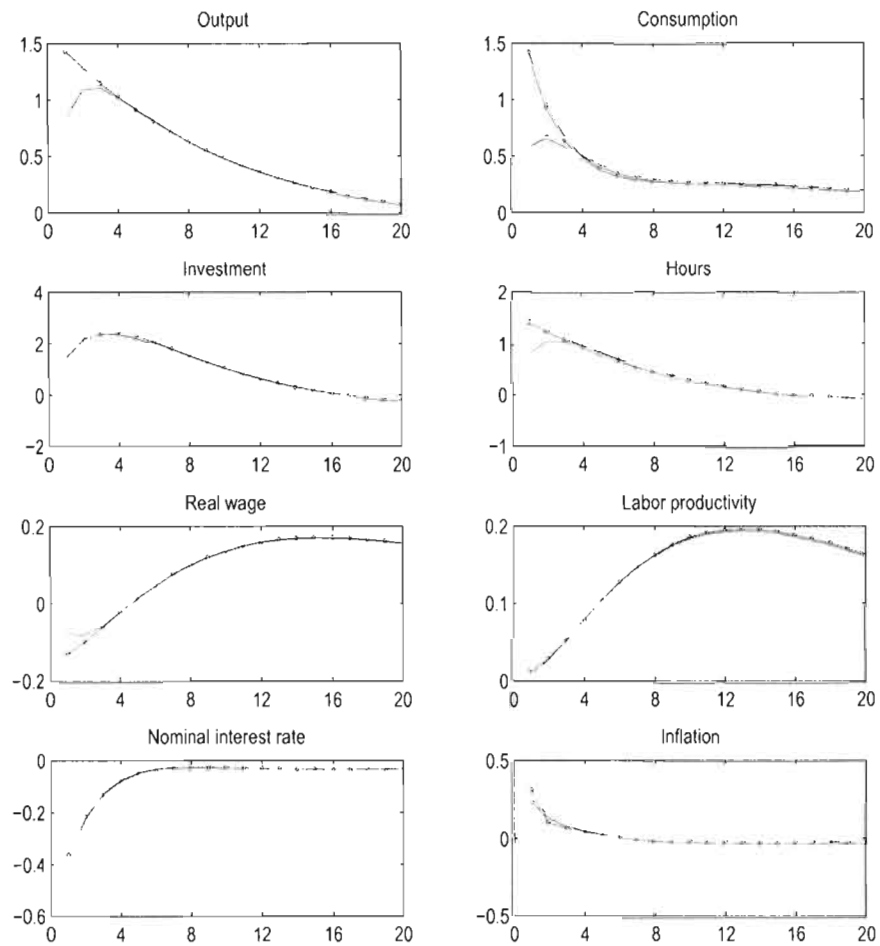 Output
1.5
1
0.5
0
0 4 8 12 16 20
Consumption
1.5
1
0.5
0
0 4 8 12 16 20
Investment
4
2
0
−2
0 4 8 12 16 20
Hours
2
1
0
−1
0 4 8 12 16 20
Real wage
0.2
0
−0.2
0 4 8 12 16 20
Labor productivity
0.2
0.1
0
0 4 8 12 16 20
Nominal interest rate
−0
−0.2
−0.4
−0.6
0 4 8 12 16 20
Inflation
0.5
0
−0.5
0 4 8 12 16 20